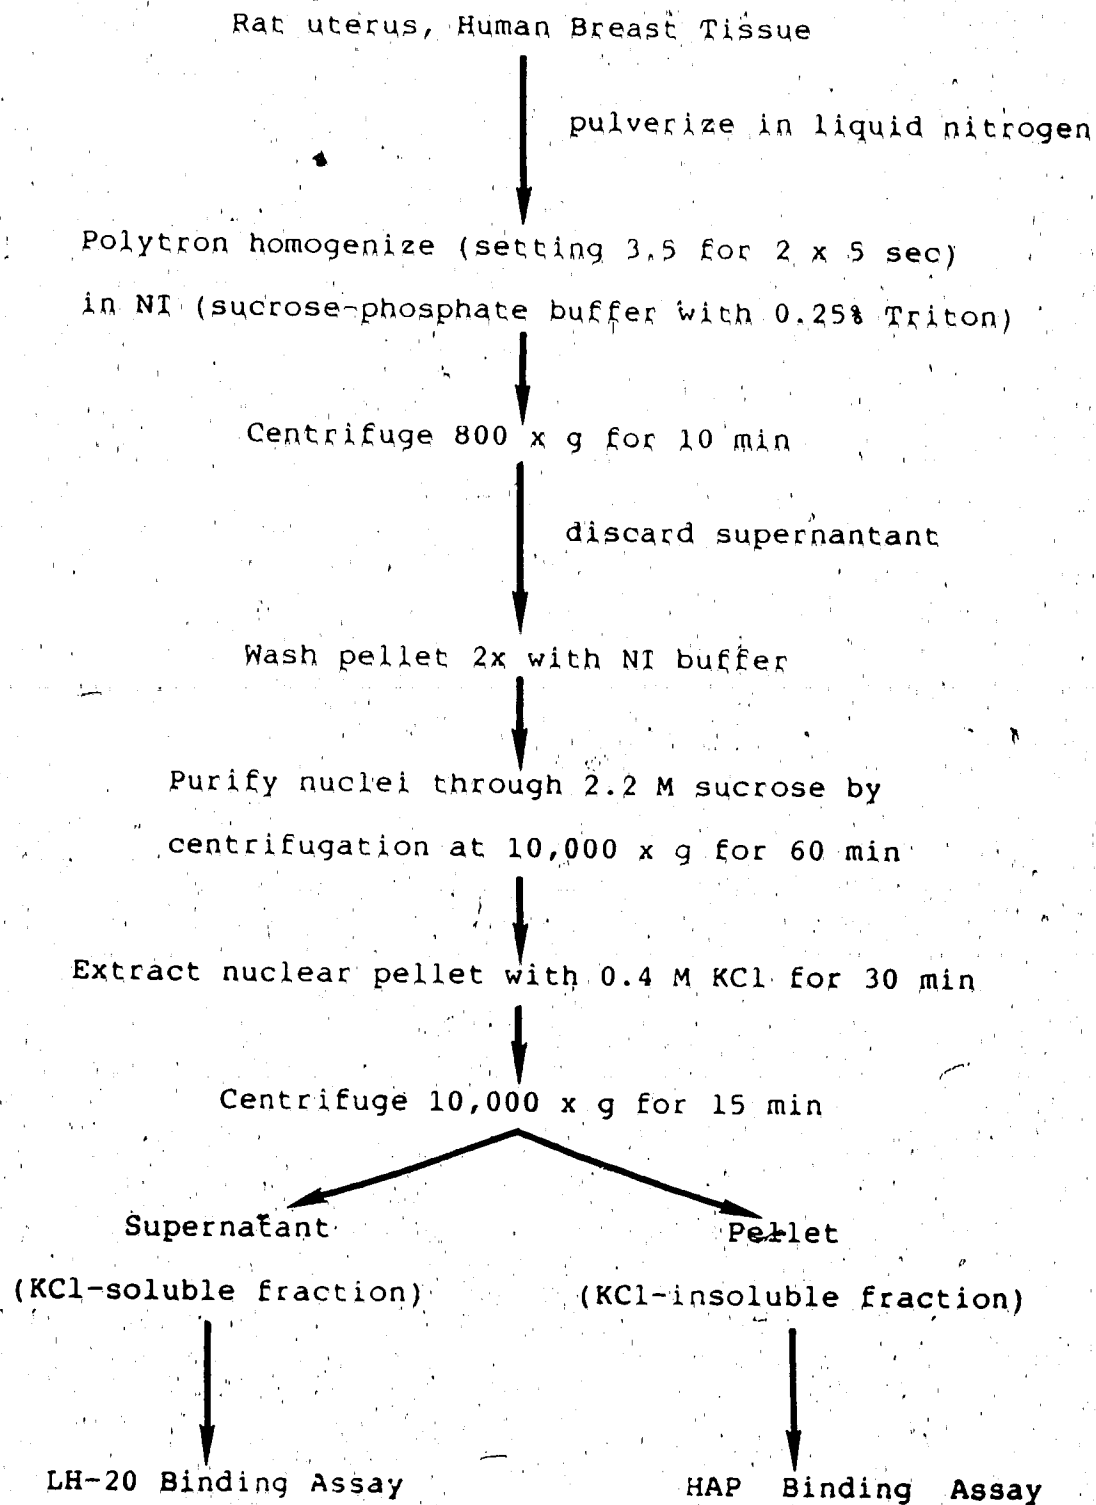 Rat uterus, Human Breast Tissue
pulverize in liquid nitrogen
Polytron homogenize (setting 3.5 for 2 x 5 sec)
in NI (sucrose-phosphate buffer with 0.25% Triton)
Centrifuge 800 x g for 10 min
discard supernantant
Wash pellet 2x with NI buffer
Purify nuclei through 2.2 M sucrose by
centrifugation at 10,000 x g for 60 min
Extract nuclear pellet with 0.4 M KCl for 30 min
Centrifuge 10,000 x g for 15 min
Supernatant
Pellet
(KCl-soluble fraction)
(KCl-insoluble fraction)
LH-20 Binding Assay
HAP Binding Assay